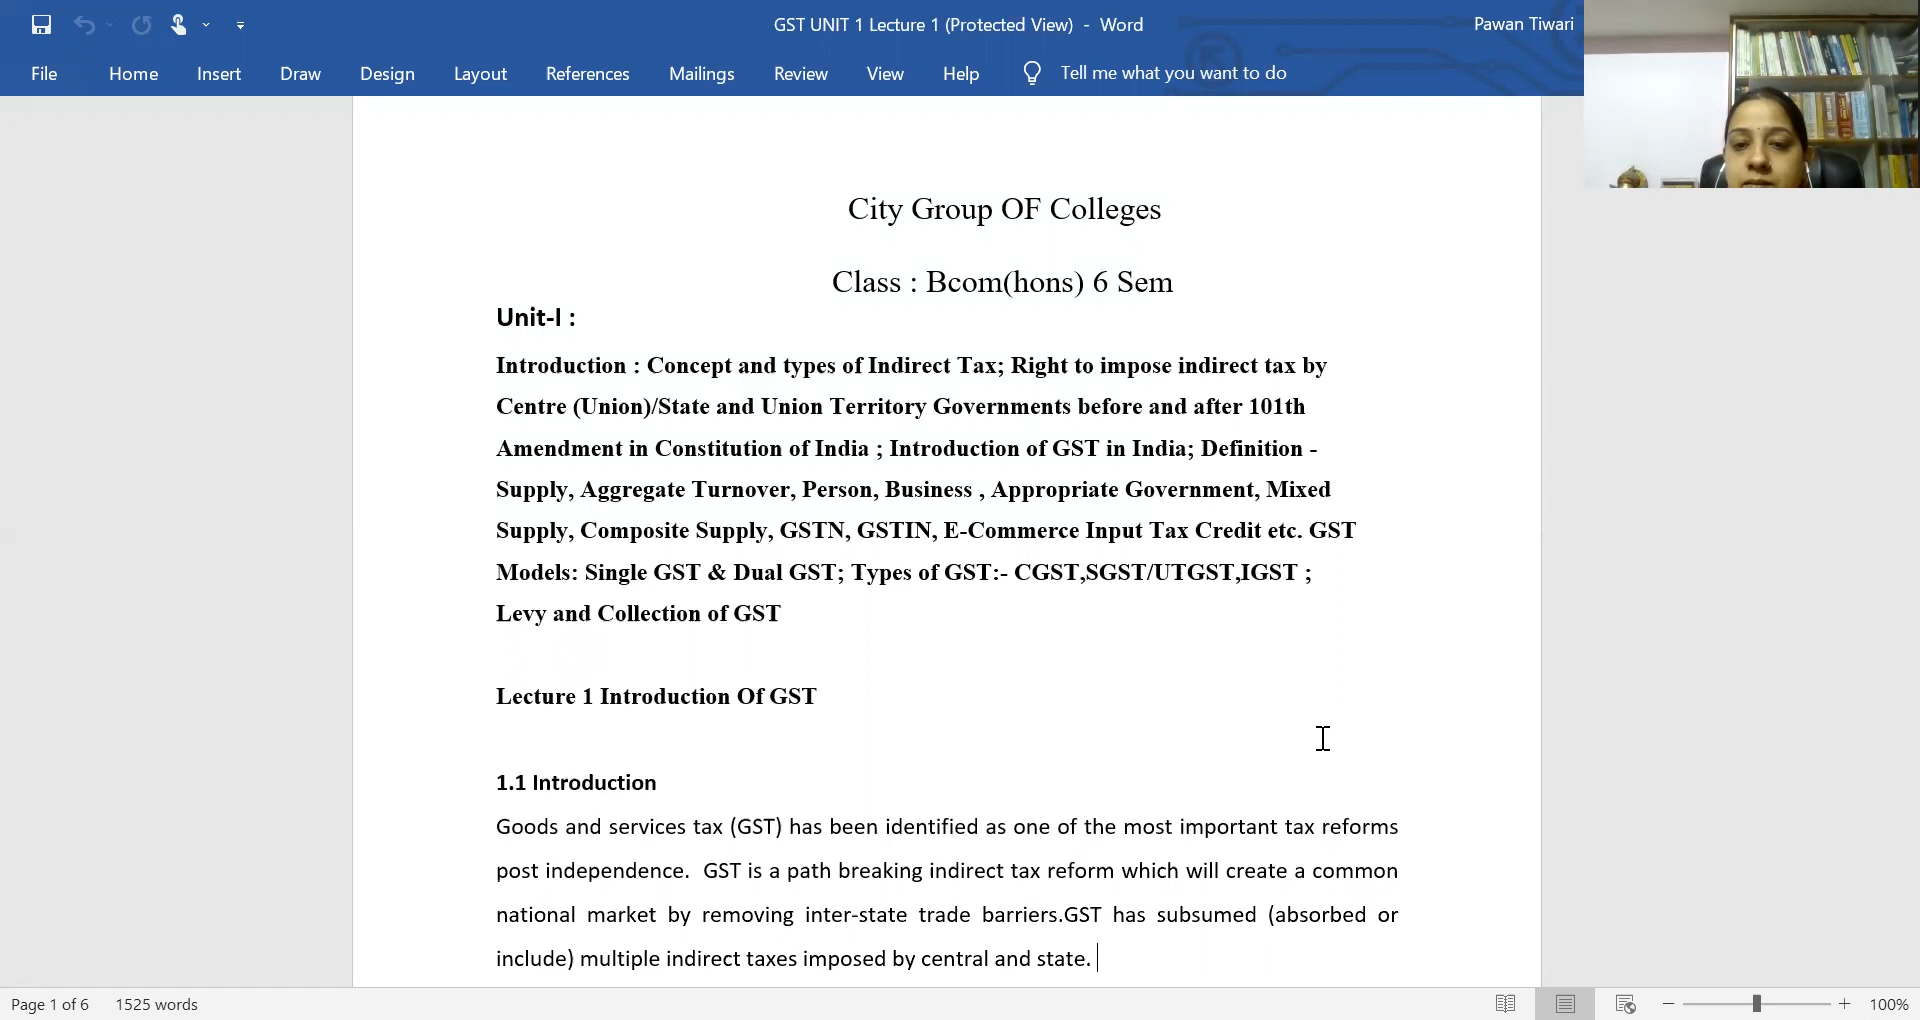 GST UNIT 1 Lecture 1 (Protected View) - Word
Pawan Tiwari
File Home Insert Draw Design Layout References Mailings Review View Help Tell me what you want to do
City Group OF Colleges
Class : Bcom(hons) 6 Sem
Unit-I :
Introduction : Concept and types of Indirect Tax; Right to impose indirect tax by
Centre (Union)/State and Union Territory Governments before and after 101th
Amendment in Constitution of India ; Introduction of GST in India; Definition -
Supply, Aggregate Turnover, Person, Business , Appropriate Government, Mixed
Supply, Composite Supply, GSTN, GSTIN, E-Commerce Input Tax Credit etc. GST
Models: Single GST & Dual GST; Types of GST:- CGST,SGST/UTGST,IGST ;
Levy and Collection of GST
Lecture 1 Introduction Of GST
1.1 Introduction
Goods and services tax (GST) has been identified as one of the most important tax reforms
post independence.  GST is a path breaking indirect tax reform which will create a common
national market by removing inter-state trade barriers.GST has subsumed (absorbed or
include) multiple indirect taxes imposed by central and state.
Page 1 of 6 1525 words
100%